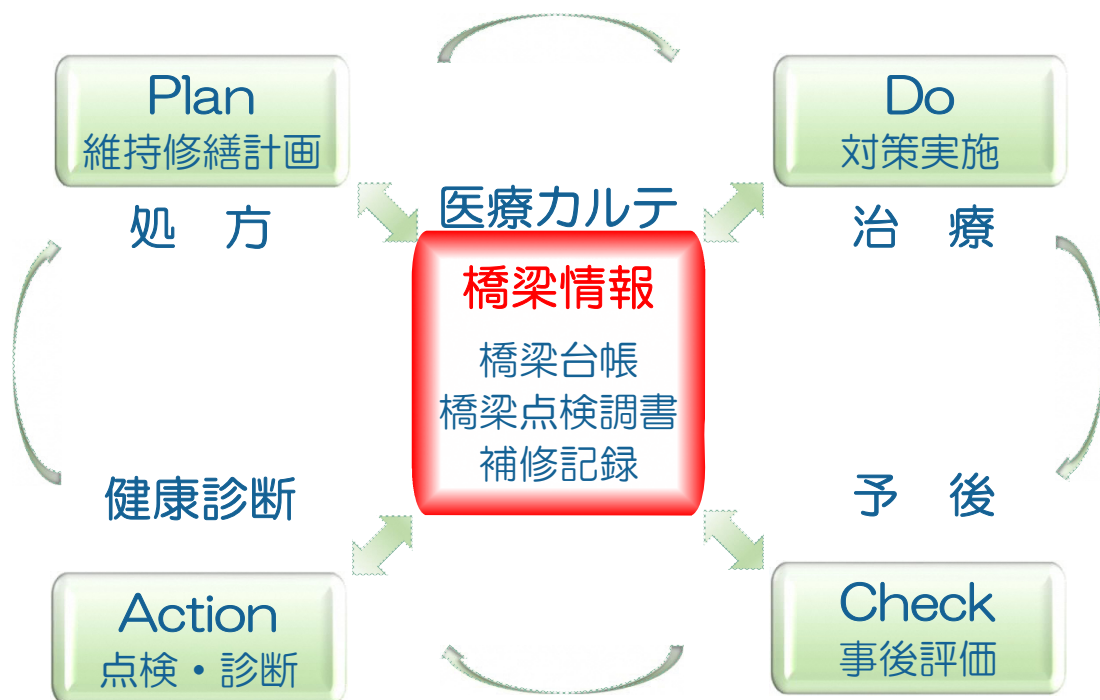 Plan
維持修繕計画
処　方
Do
対策実施
治　療
医療カルテ
橋梁情報
橋梁台帳
橋梁点検調書
補修記録
健康診断
Action
点検・診断
予　後
Check
事後評価